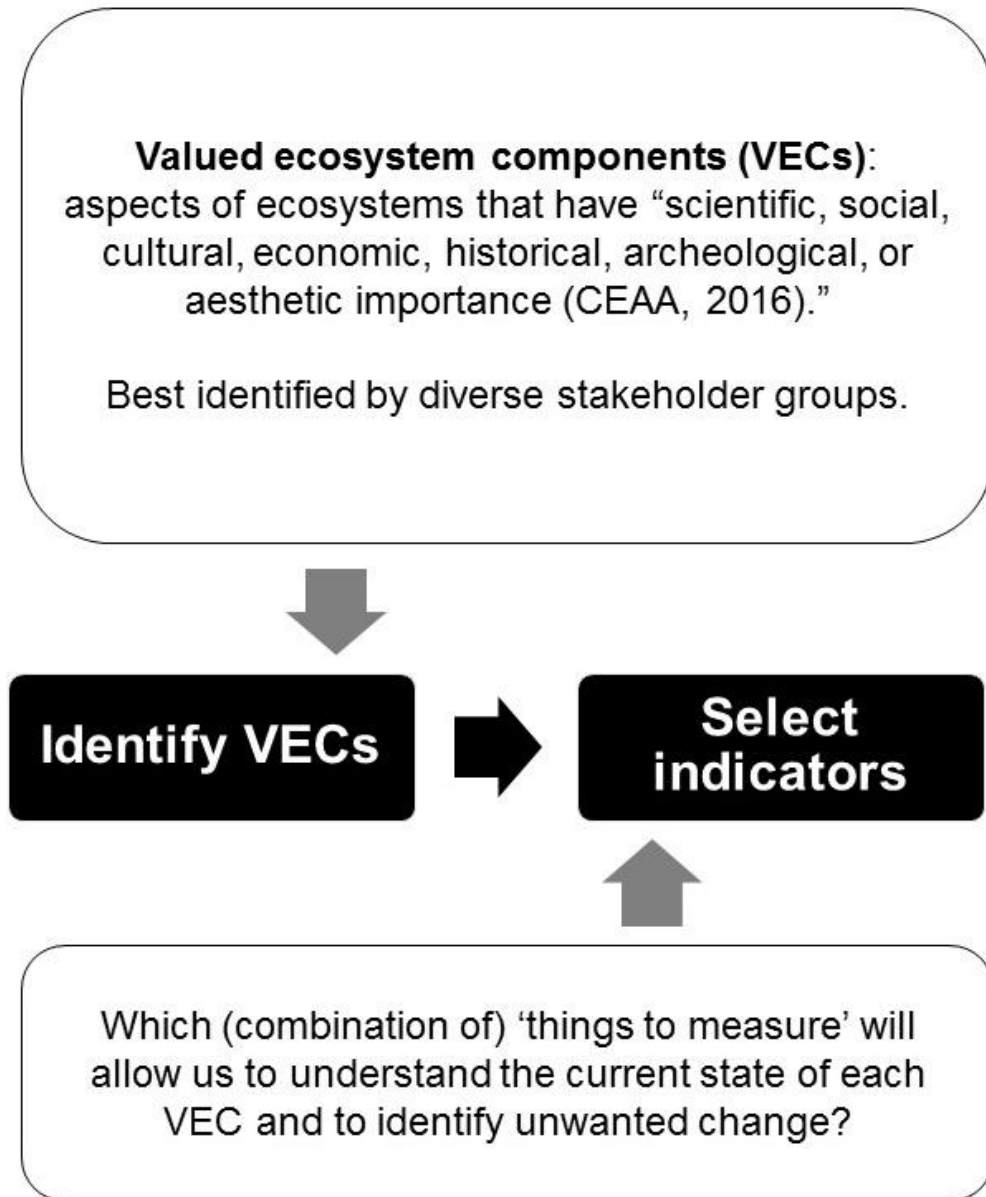 Valued ecosystem components (VECs):
aspects of ecosystems that have “scientific, social,
cultural, economic, historical, archeological, or
aesthetic importance (CEAA, 2016).”
Best identified by diverse stakeholder groups.
Identify VECs
Select
indicators
Which (combination of) ‘things to measure’ will
allow us to understand the current state of each
VEC and to identify unwanted change?